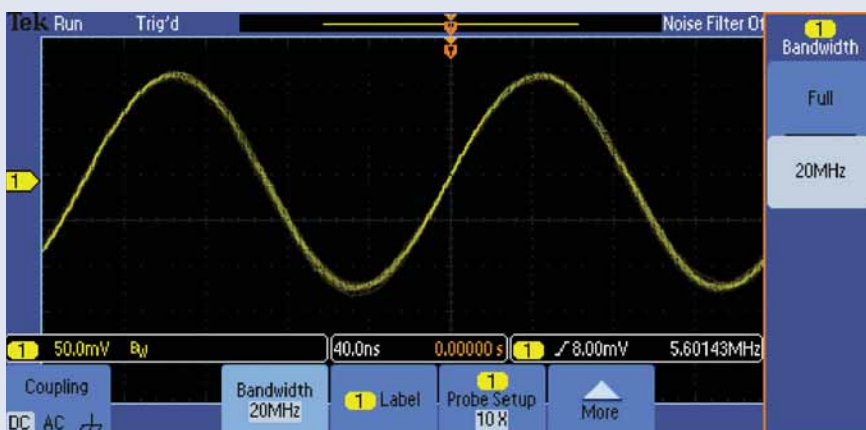 Tek Run Trig'd Noise Filter Of
1
Bandwidth
Full
20MHz
1
1 50.0mV BW 40.0ns 0.00000 s 1 8.00mV 5.60143MHz
Coupling
DC AC
Bandwidth
20MHz
1 Label
1
Probe Setup
10 X
More